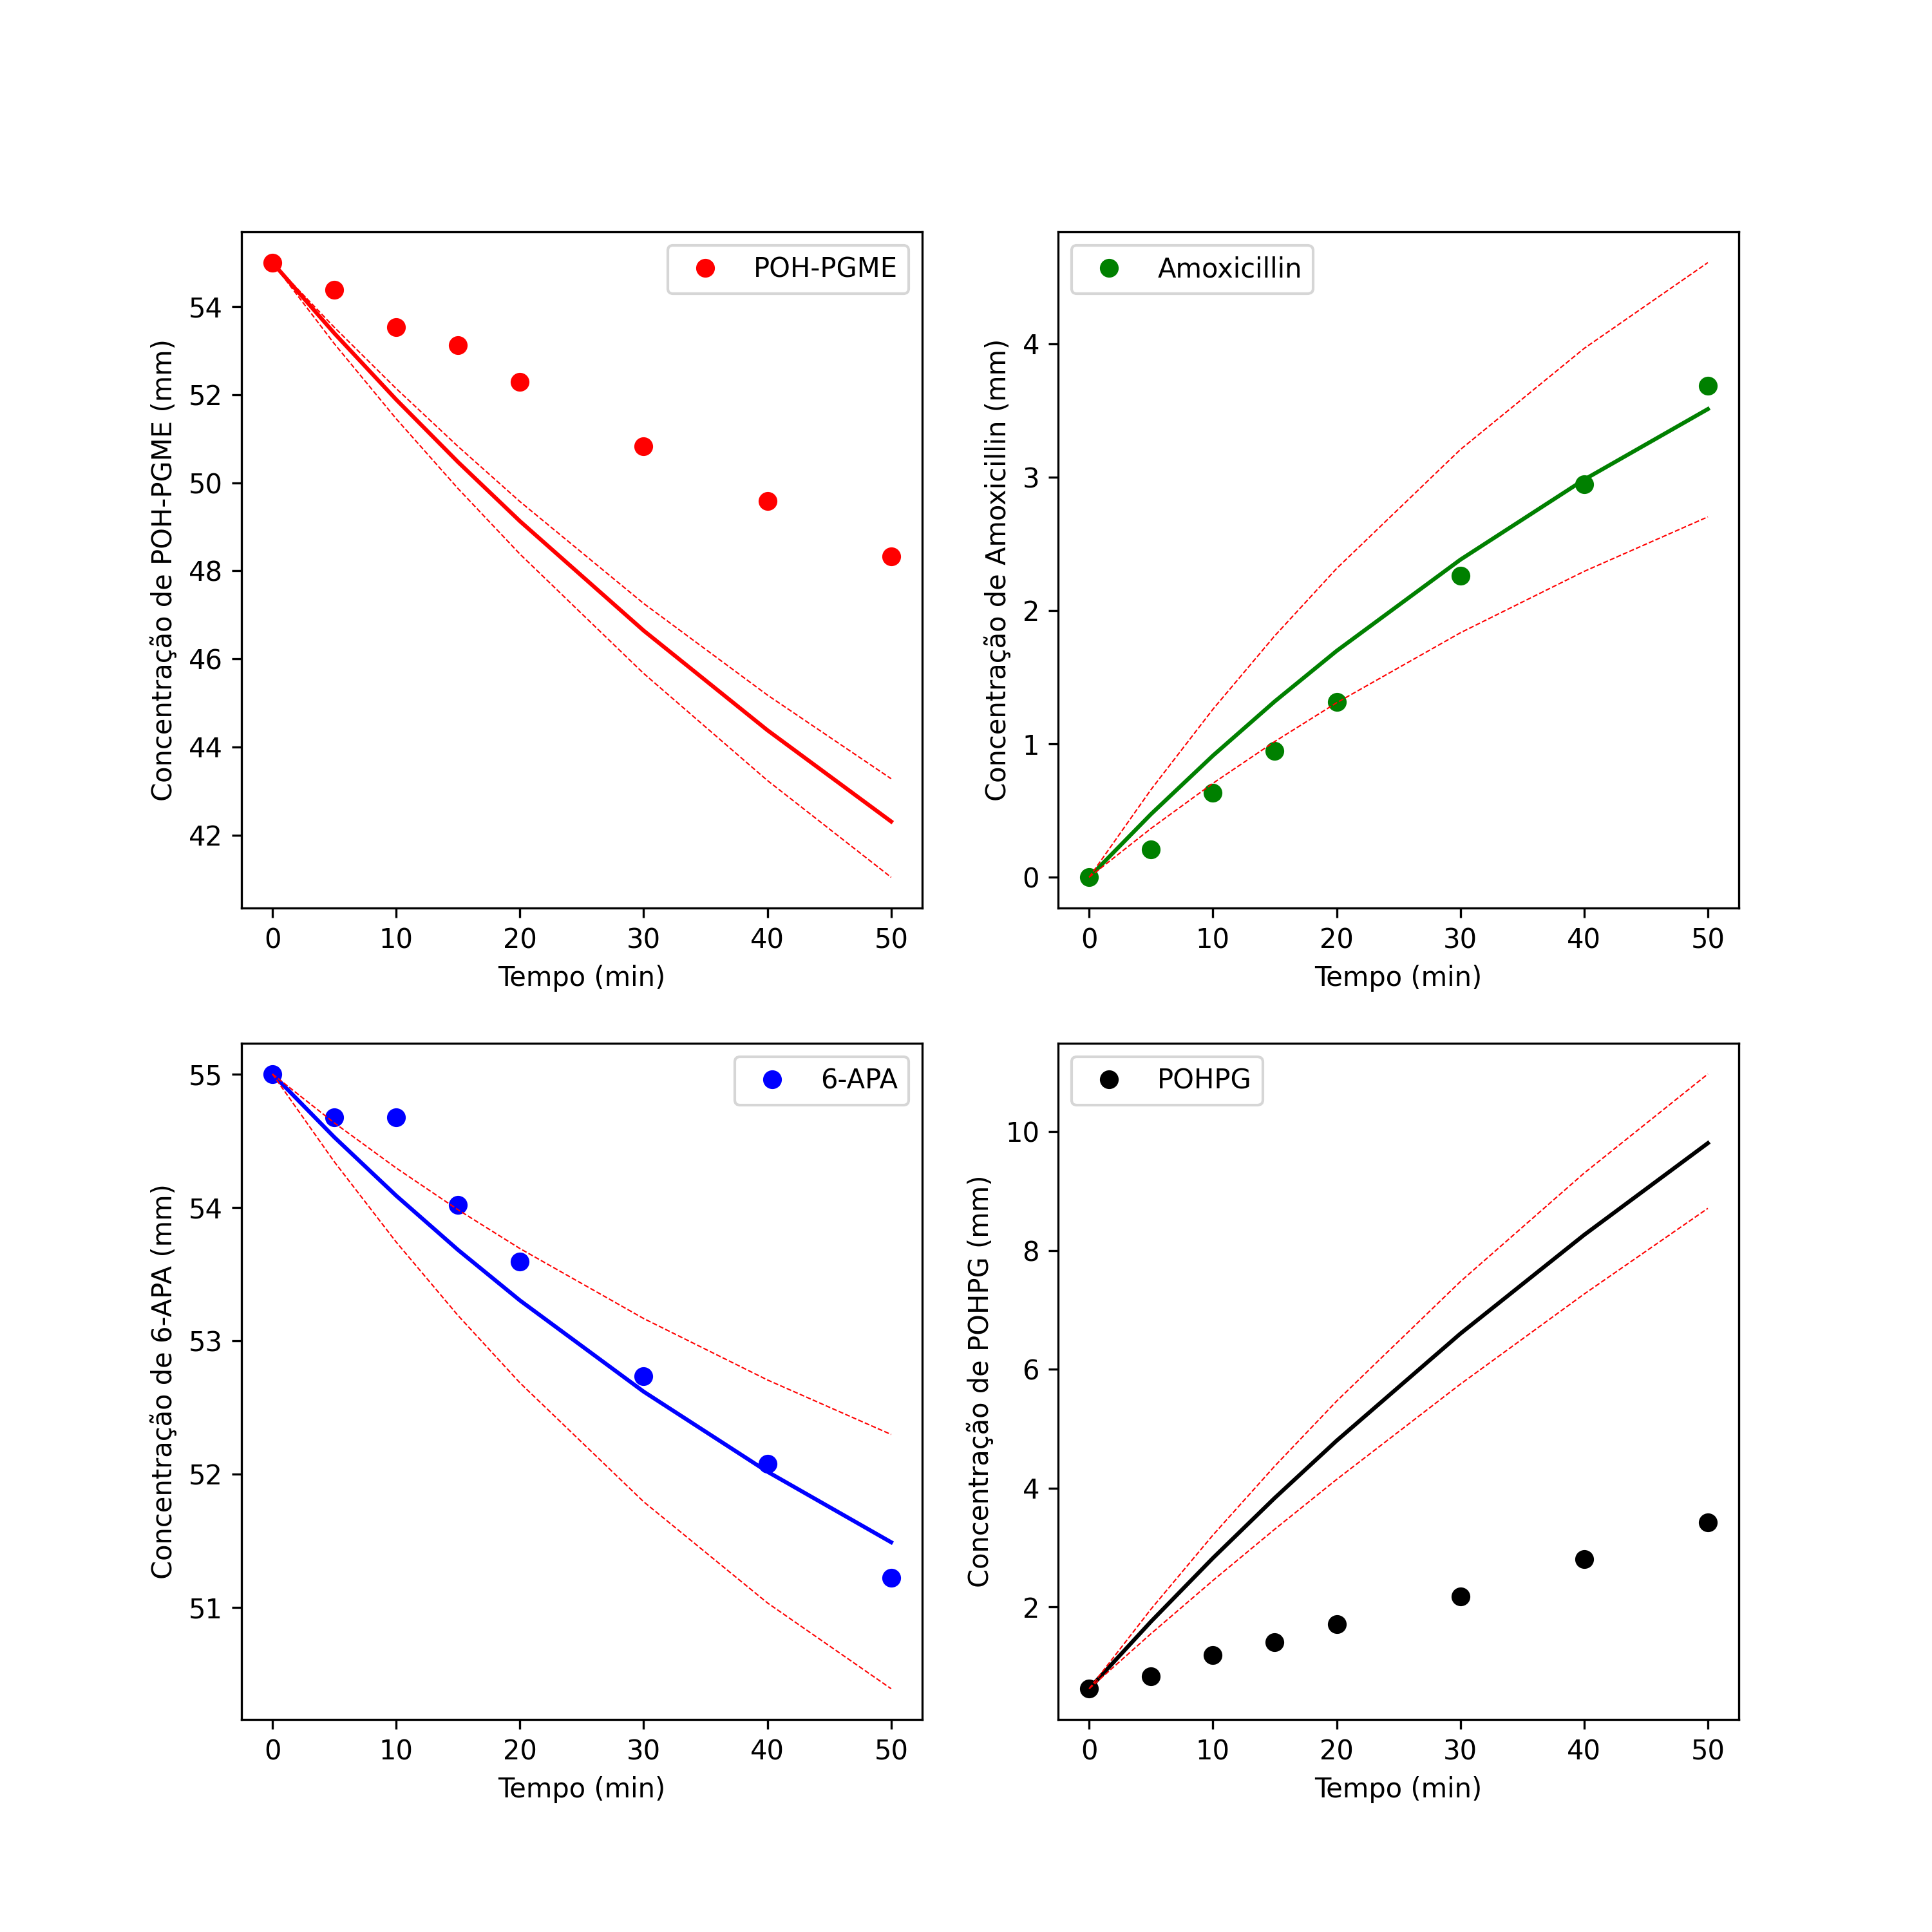 Concentração de POH-PGME (mm)
54
52
50
48
46
44
42
POH-PGME
0 10 20 30 40 50
Tempo (min)
Concentração de Amoxicillin (mm)
4
3
2
1
0
Amoxicillin
0 10 20 30 40 50
Tempo (min)
Concentração de 6-APA (mm)
55
54
53
52
51
6-APA
0 10 20 30 40 50
Tempo (min)
Concentração de POHPG (mm)
10
8
6
4
2
POHPG
0 10 20 30 40 50
Tempo (min)